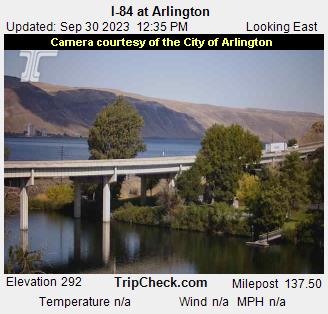 I-84 at Arlington
Updated: Sep 30 2023 12:35 PM Looking East
Camera courtesy of the City of Arlington
Elevation 292 TripCheck.com Milepost 137.50
Temperature n/a Wind n/a MPH n/a